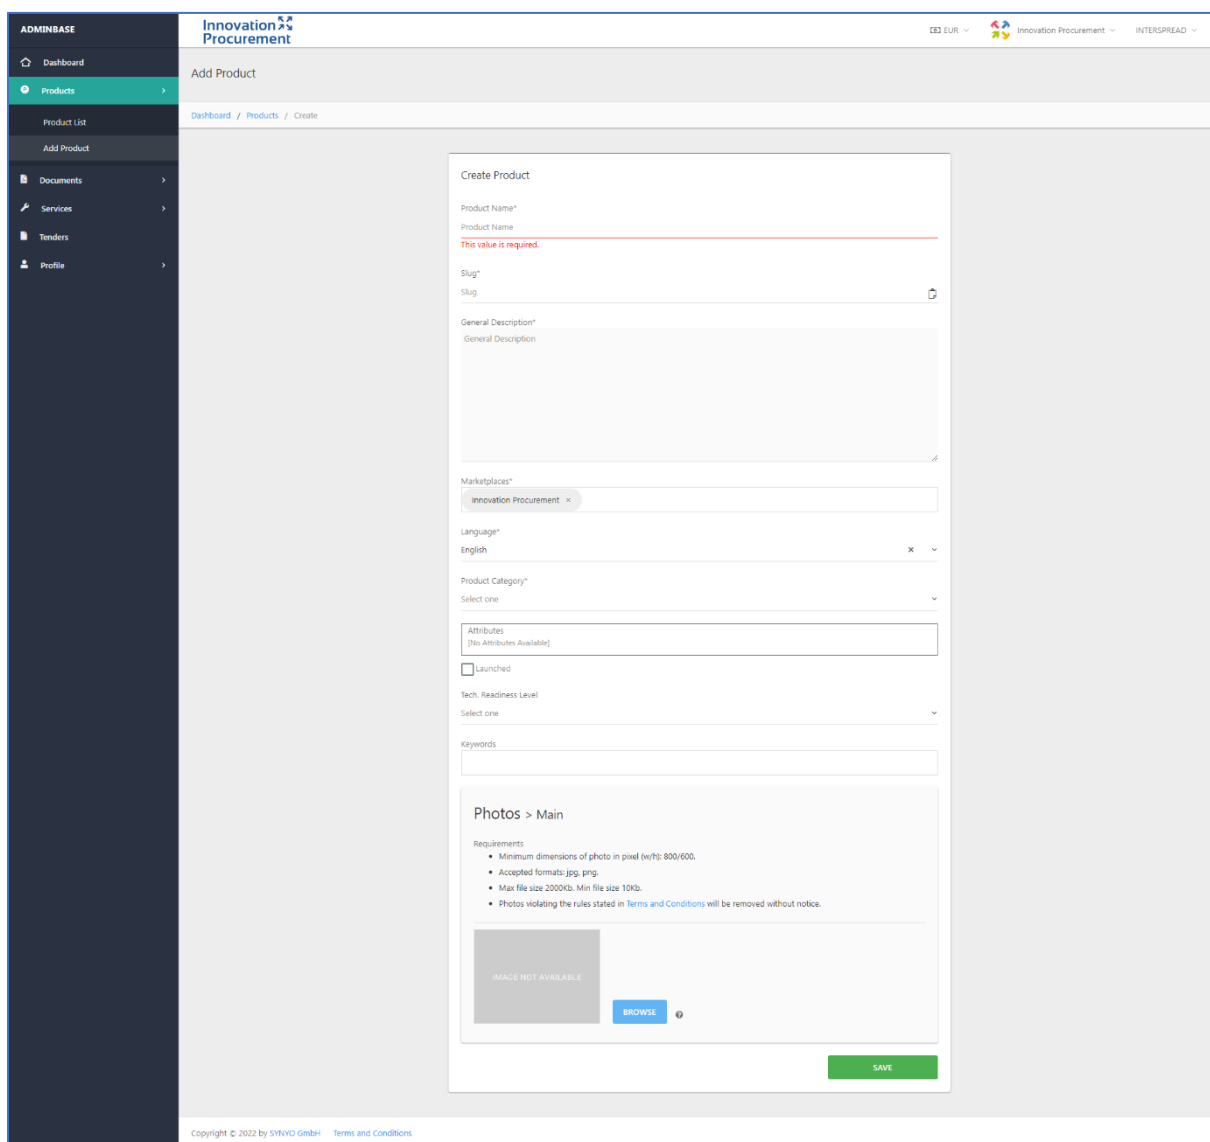 ADMINBASE
Innovation
Procurement
EUR
Innovation Procurement
INTERSPREAD
Dashboard
Products
Product List
Add Product
Documents
Services
Tenders
Profile
Add Product
Dashboard / Products / Create
Create Product
Product Name*
Product Name
This value is required.
Slug*
Slug
General Description*
General Description
Marketplaces*
Innovation Procurement ×
Language*
English
Product Category*
Select one
Attributes
[No Attributes Available]
Launched
Tech. Readiness Level
Select one
Keywords
Photos > Main
Requirements
• Minimum dimensions of photo in pixel (w/h): 800/600.
• Accepted formats: jpg, png.
• Max file size 2000Kb. Min file size 10Kb.
• Photos violating the rules stated in Terms and Conditions will be removed without notice.
IMAGE NOT AVAILABLE
BROWSE
SAVE
Copyright © 2022 by SYNYO GmbH Terms and Conditions